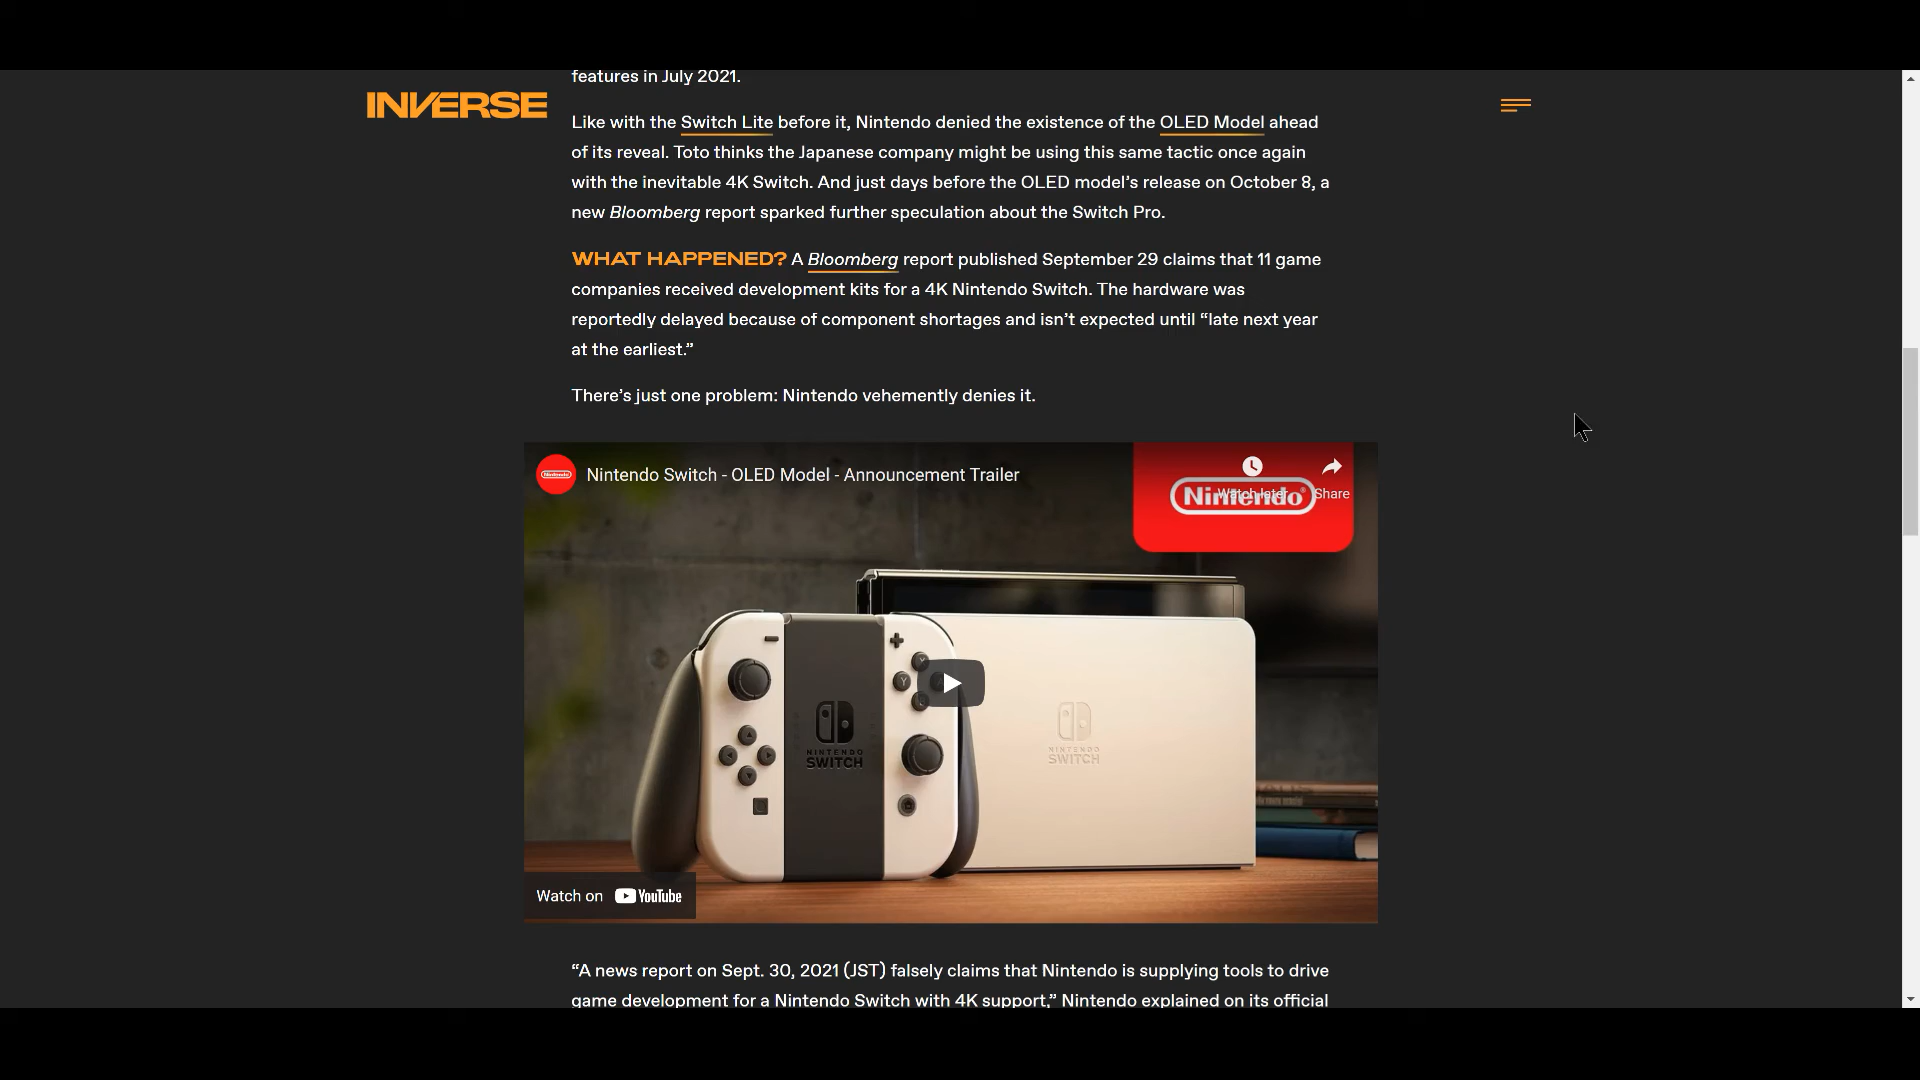 features in July 2021.
INVERSE
Like with the Switch Lite before it, Nintendo denied the existence of the OLED Model ahead
of its reveal. Toto thinks the Japanese company might be using this same tactic once again
with the inevitable 4K Switch. And just days before the OLED model’s release on October 8, a
new Bloomberg report sparked further speculation about the Switch Pro.
WHAT HAPPENED? A Bloomberg report published September 29 claims that 11 game
companies received development kits for a 4K Nintendo Switch. The hardware was
reportedly delayed because of component shortages and isn’t expected until “late next year
at the earliest.”
There’s just one problem: Nintendo vehemently denies it.
Nintendo
Nintendo Switch - OLED Model - Announcement Trailer
Nintendo
Watch later
Share
Y
NINTENDO
SWITCH
NINTENDO
SWITCH
Watch on YouTube
“A news report on Sept. 30, 2021 (JST) falsely claims that Nintendo is supplying tools to drive
game development for a Nintendo Switch with 4K support,” Nintendo explained on its official